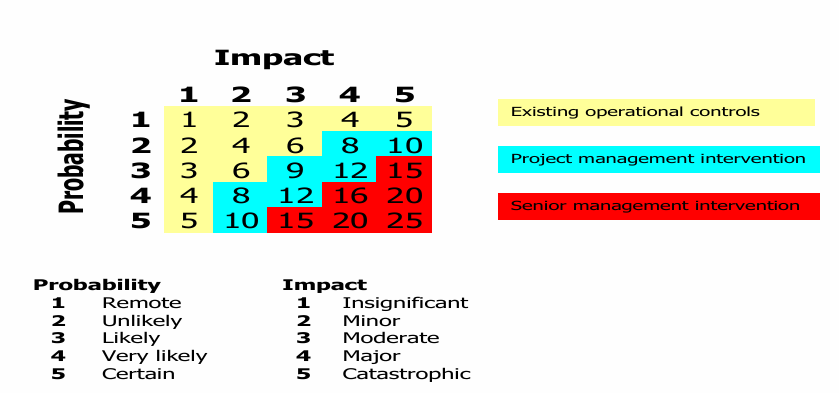 Impact
1 2 3 4 5
Probability
1 1 2 3 4 5
2 2 4 6 8 10
3 3 6 9 12 15
4 4 8 12 16 20
5 5 10 15 20 25
Existing operational controls
Project management intervention
Senior management intervention
Probability
1 Remote
2 Unlikely
3 Likely
4 Very likely
5 Certain
Impact
1 Insignificant
2 Minor
3 Moderate
4 Major
5 Catastrophic